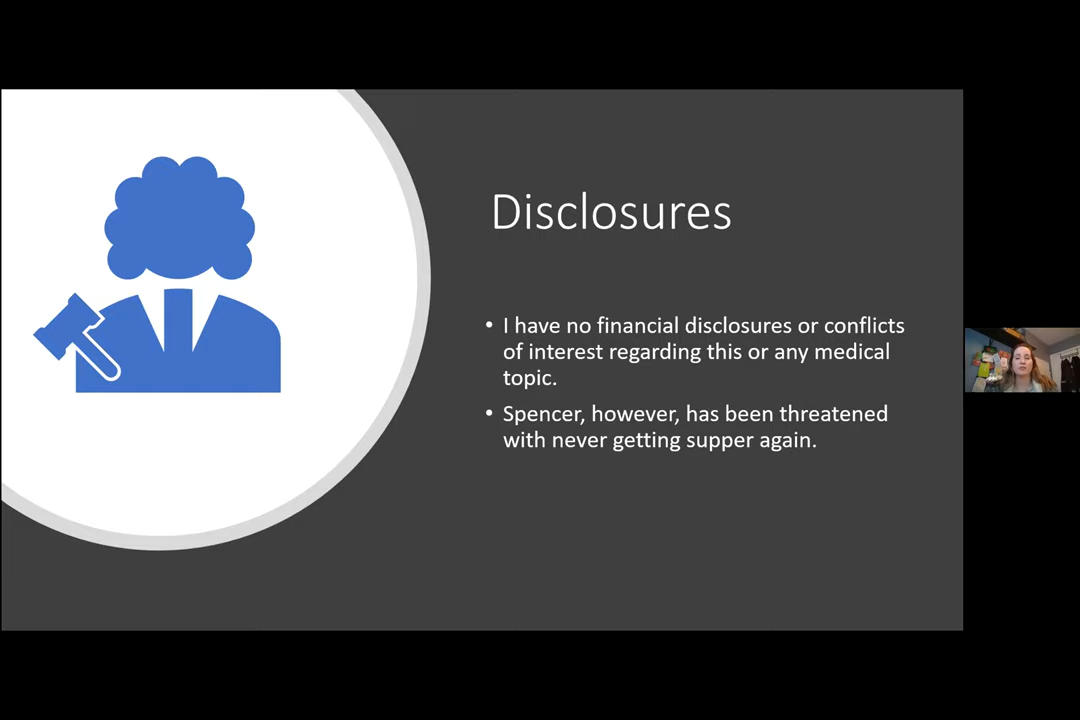 Disclosures
• I have no financial disclosures or conflicts
of interest regarding this or any medical
topic.
• Spencer, however, has been threatened
with never getting supper again.